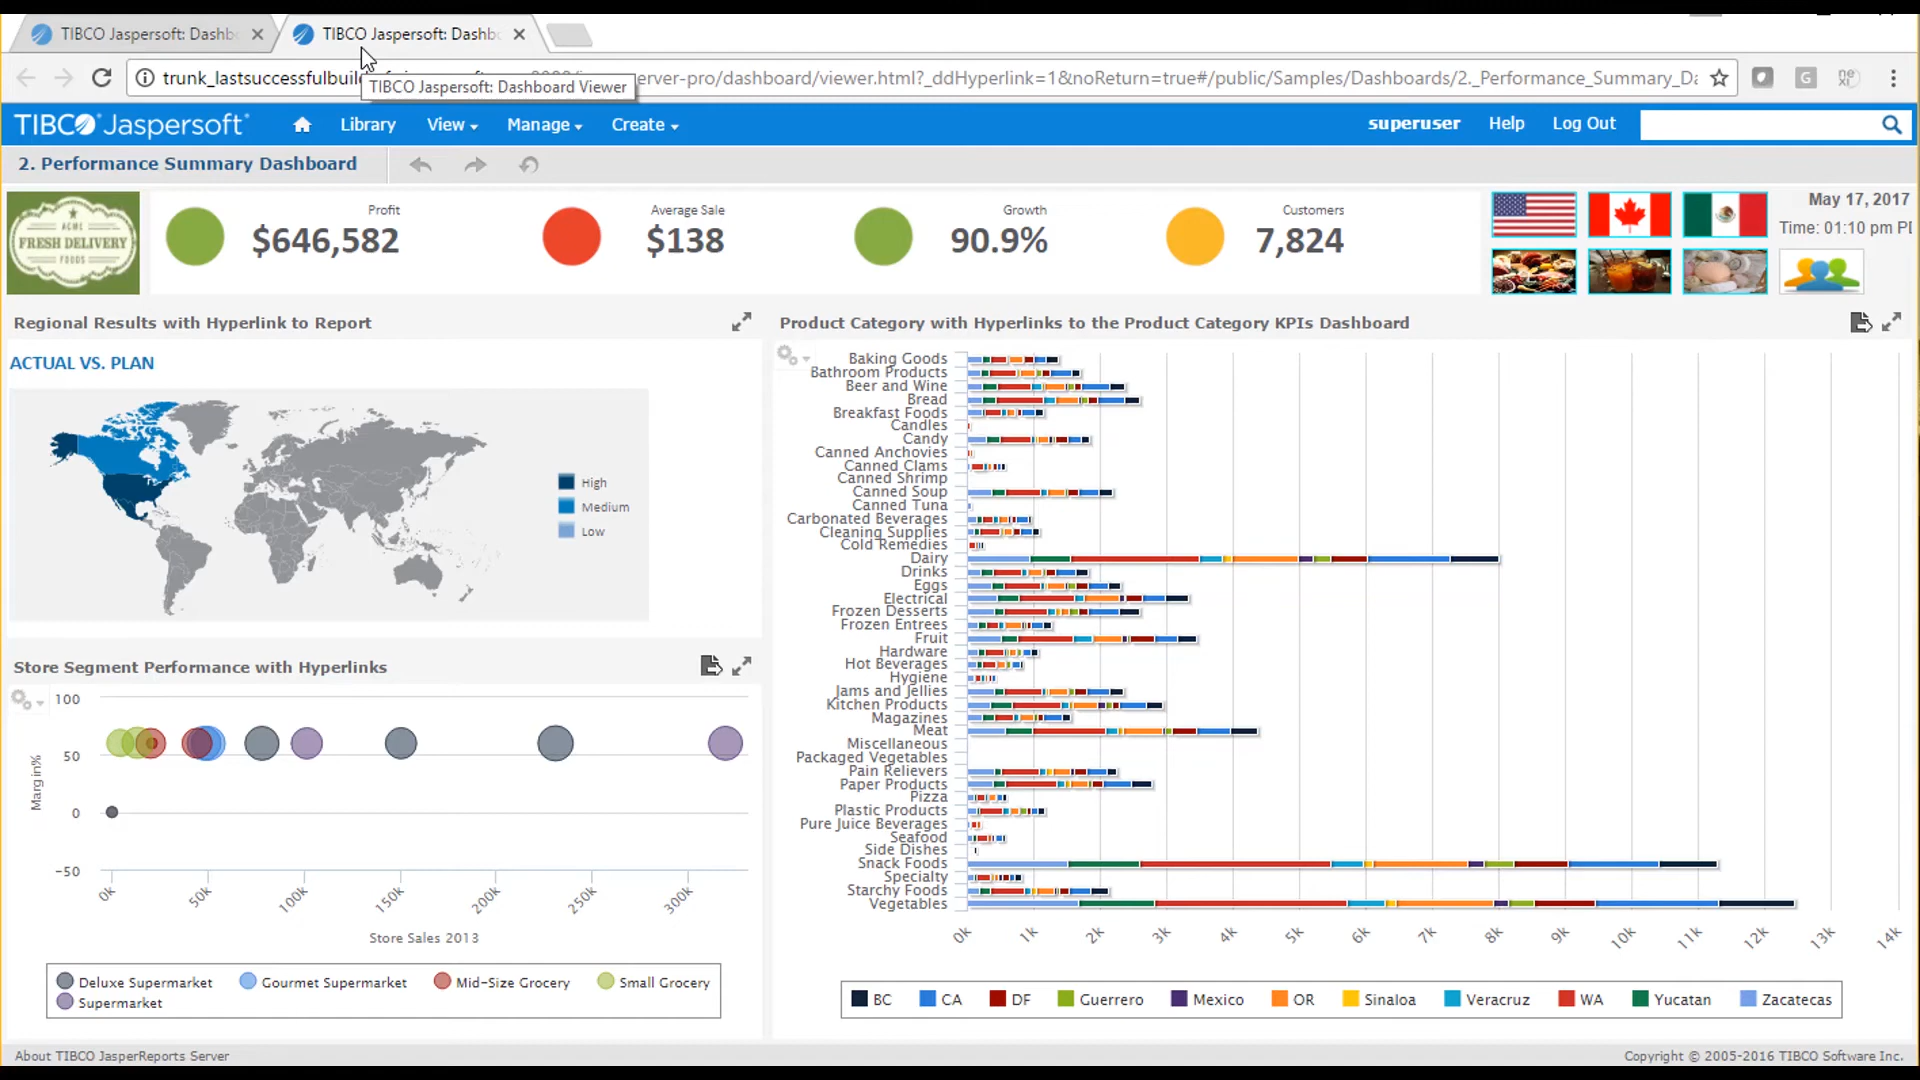 TIBCO Jaspersoft: Dashb
TIBCO Jaspersoft: Dashb
trunk_lastsuccessfulbuil
erver-pro/dashboard/viewer.html?_ddHyperlink=1&noReturn=true#/public/Samples/Dashboards/2._Performance_Summary_Da
TIBCO Jaspersoft: Dashboard Viewer
TIBCO Jaspersoft
Library
View
Manage
Create
superuser
Help
Log Out
2. Performance Summary Dashboard
ACME
FRESH DELIVERY
FOODS
Profit
$646,582
Average Sale
$138
Growth
90.9%
Customers
7,824
May 17, 2017
Time: 01:10 pm PD
Regional Results with Hyperlink to Report
ACTUAL VS. PLAN
High
Medium
Low
Store Segment Performance with Hyperlinks
100
50
0
-50
Margin%
0k
50k
100k
150k
200k
250k
300k
Store Sales 2013
Deluxe Supermarket
Gourmet Supermarket
Mid-Size Grocery
Small Grocery
Supermarket
Product Category with Hyperlinks to the Product Category KPIs Dashboard
Baking Goods
Bathroom Products
Beer and Wine
Bread
Breakfast Foods
Candles
Candy
Canned Anchovies
Canned Clams
Canned Shrimp
Canned Soup
Canned Tuna
Carbonated Beverages
Cleaning Supplies
Cold Remedies
Dairy
Drinks
Eggs
Electrical
Frozen Desserts
Frozen Entrees
Fruit
Hardware
Hot Beverages
Hygiene
Jams and Jellies
Kitchen Products
Magazines
Meat
Miscellaneous
Packaged Vegetables
Pain Relievers
Paper Products
Pizza
Plastic Products
Pure Juice Beverages
Seafood
Side Dishes
Snack Foods
Specialty
Starchy Foods
Vegetables
0k
1k
2k
3k
4k
5k
6k
7k
8k
9k
10k
11k
12k
13k
14k
BC
CA
DF
Guerrero
Mexico
OR
Sinaloa
Veracruz
WA
Yucatan
Zacatecas
About TIBCO JasperReports Server
Copyright © 2005-2016 TIBCO Software Inc.